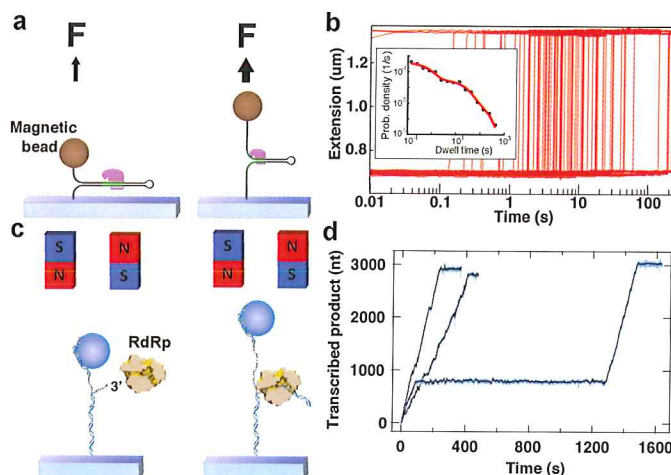 a
F
F
Magnetic
bead
b
Extension (um)
1.2
1.0
0.8
0.01
0.1
1
10
100
Time (s)
Prob. density (1/s)
Dwell time (s)
c
S
N
N
S
S
N
N
S
RdRp
3'
d
Transcribed product (nt)
3000
2000
1000
0
0
400
800
1200
1600
Time (s)